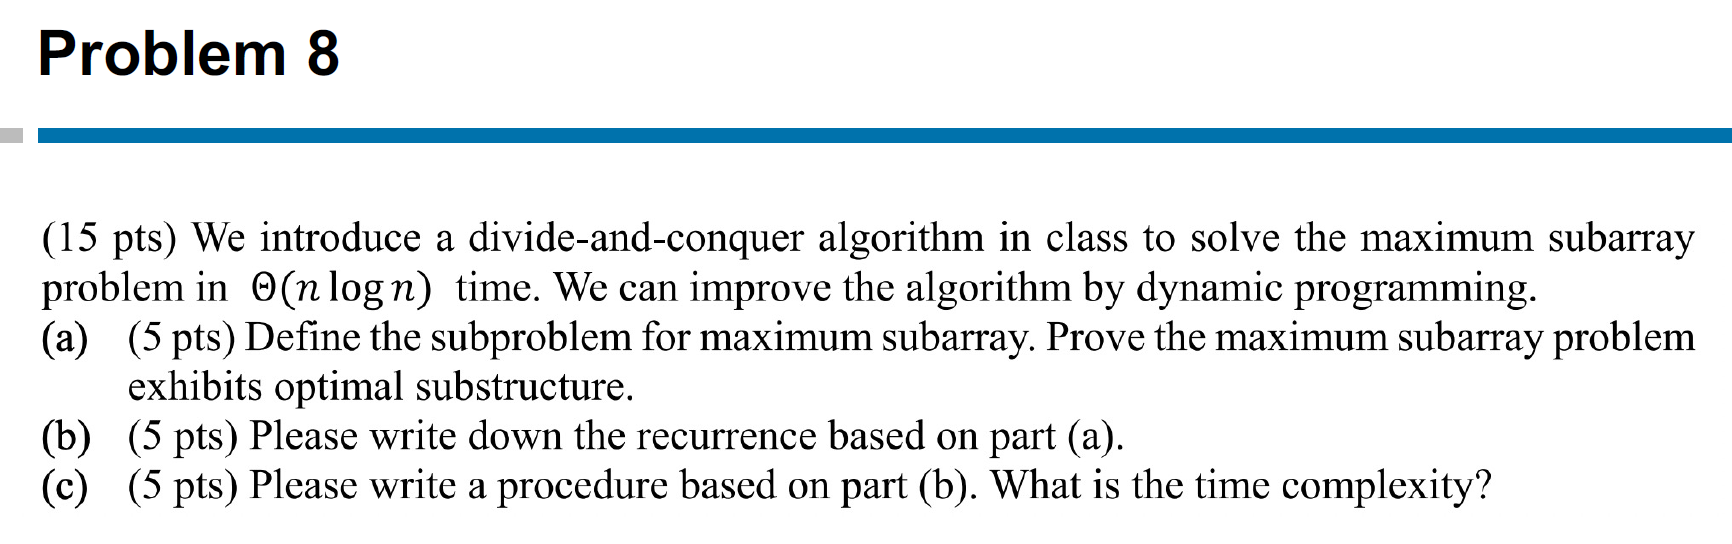 Problem 8
(15 pts) We introduce a divide-and-conquer algorithm in class to solve the maximum subarray
problem in Θ(n log n) time. We can improve the algorithm by dynamic programming.
(a) (5 pts) Define the subproblem for maximum subarray. Prove the maximum subarray problem
exhibits optimal substructure.
(b) (5 pts) Please write down the recurrence based on part (a).
(c) (5 pts) Please write a procedure based on part (b). What is the time complexity?